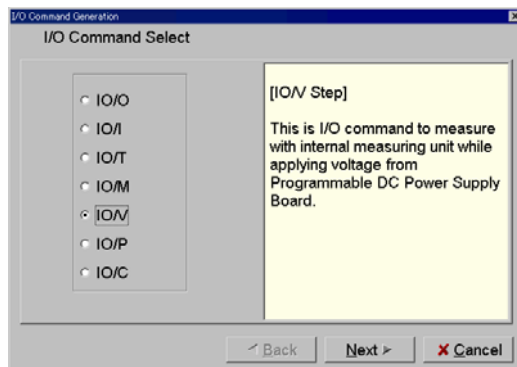 I/O Command Generation
I/O Command Select
IO/O
IO/I
IO/T
IO/M
IO/V
IO/P
IO/C
[IO/V Step]
This is I/O command to measure
with internal measuring unit while
applying voltage from
Programmable DC Power Supply
Board.
Back
Next
Cancel